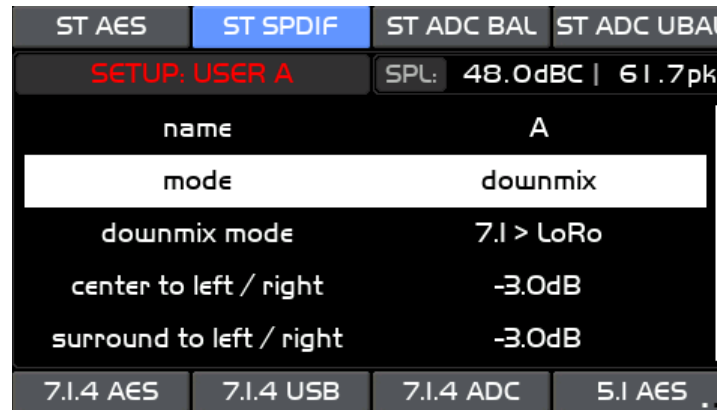 ST AES ST SPDIF ST ADC BAL ST ADC UBAL
SETUP: USER A SPL: 48.0dBC | 61.7pk
name A
mode downmix
downmix mode 7.1 > LoRo
center to left / right -3.0dB
surround to left / right -3.0dB
7.1.4 AES 7.1.4 USB 7.1.4 ADC 5.1 AES